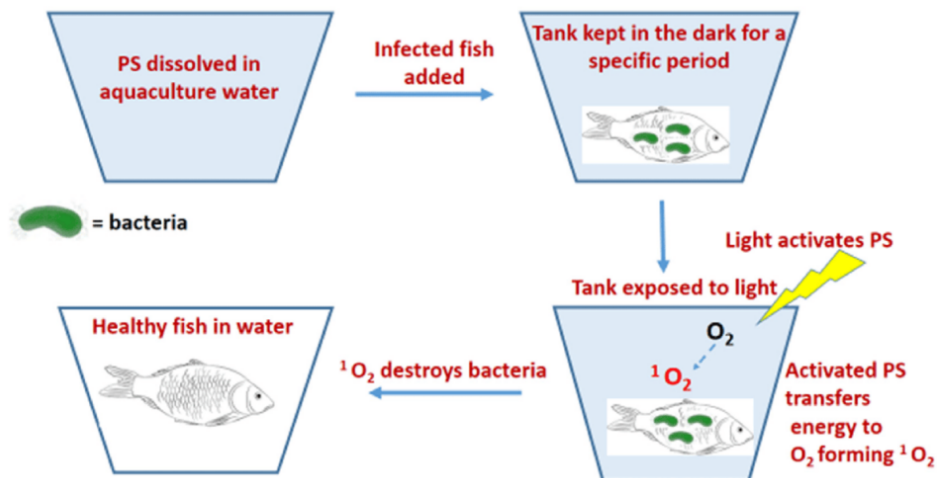 PS dissolved in
aquaculture water
Infected fish
added
Tank kept in the dark for a
specific period
= bacteria
Light activates PS
Tank exposed to light
O₂
¹O₂
Activated PS
transfers
energy to
O₂ forming ¹O₂
¹O₂ destroys bacteria
Healthy fish in water